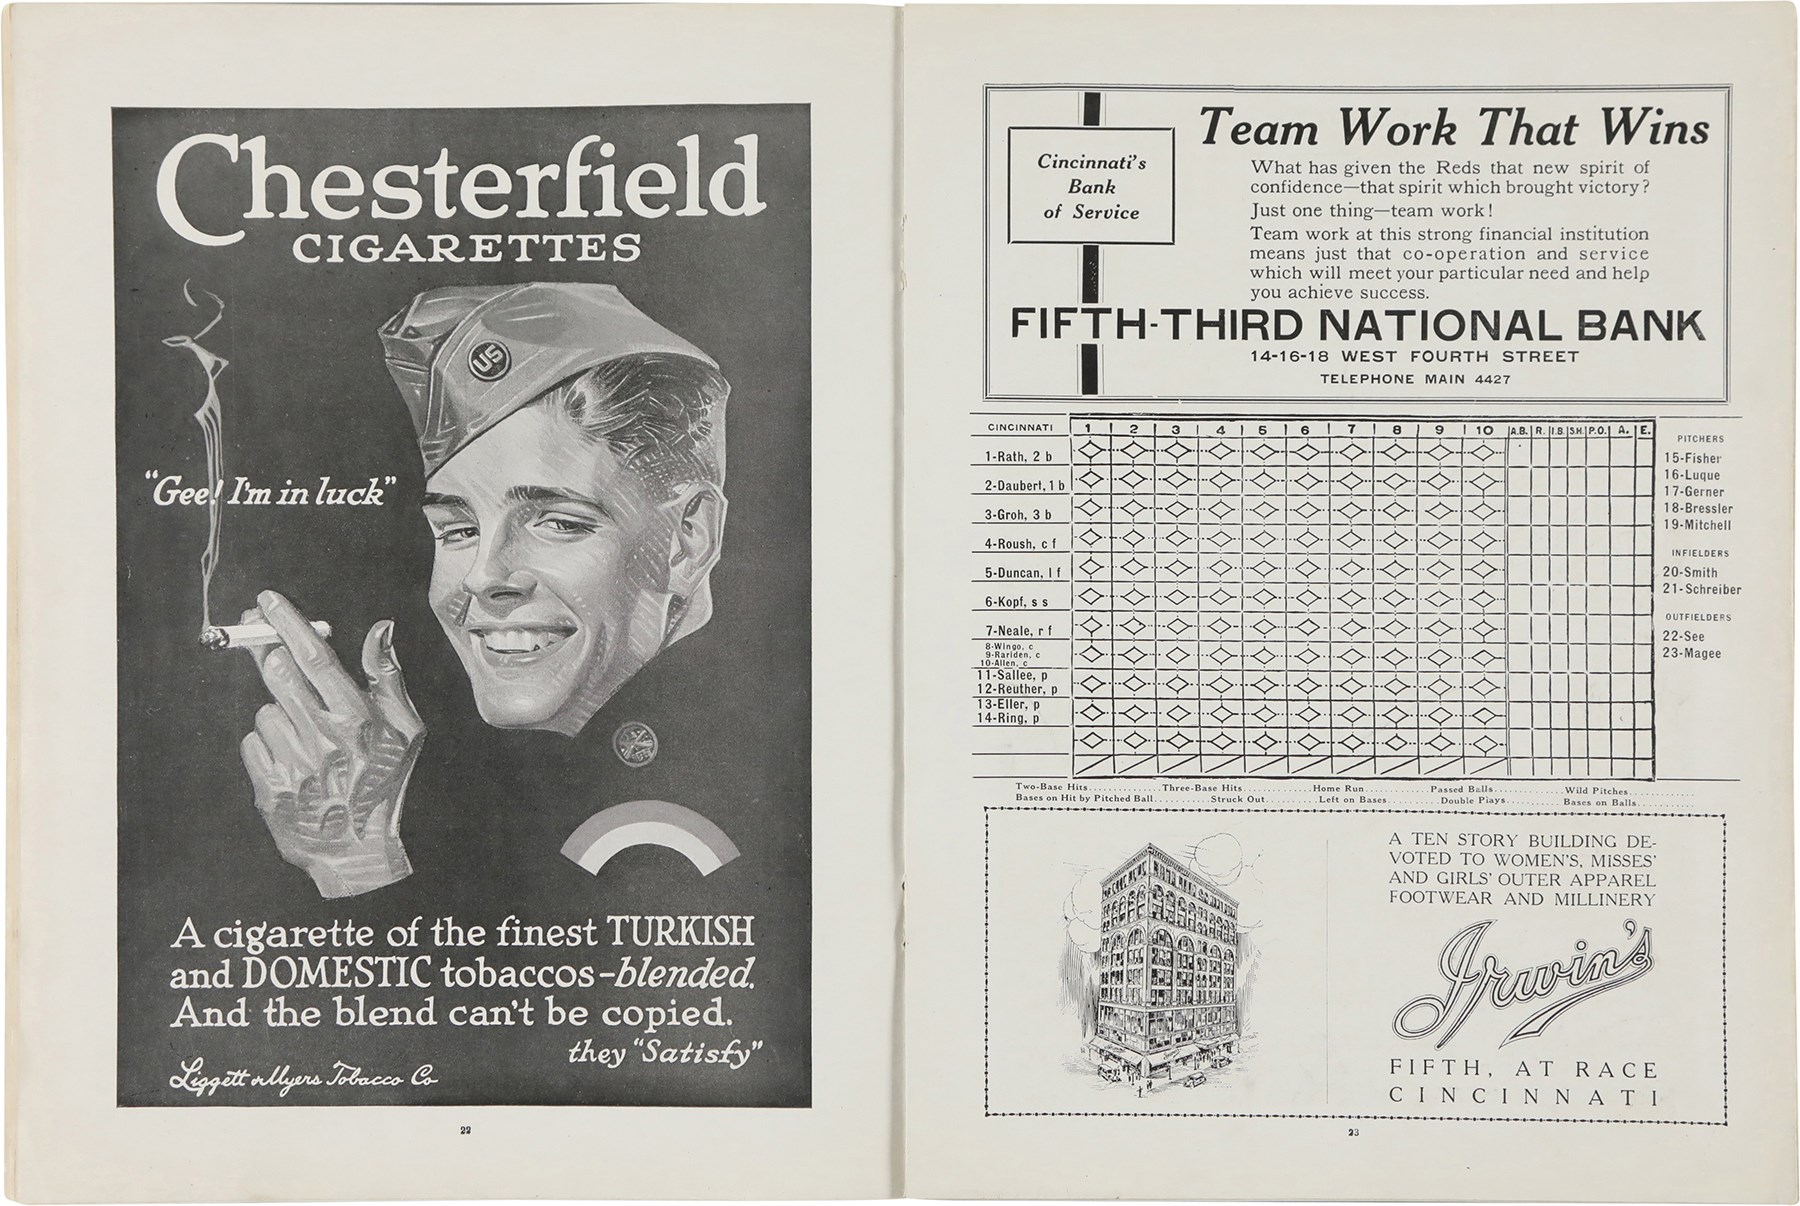 Chesterfield
CIGARETTES
US
"Gee! I'm in luck"
A cigarette of the finest TURKISH
and DOMESTIC tobaccos-blended.
And the blend can't be copied.
they "Satisfy"
Liggett & Myers Tobacco Co
22
Cincinnati's
Bank
of Service
Team Work That Wins
What has given the Reds that new spirit of
confidence—that spirit which brought victory?
Just one thing—team work!
Team work at this strong financial institution
means just that co-operation and service
which will meet your particular need and help
you achieve success.
FIFTH-THIRD NATIONAL BANK
14-16-18 WEST FOURTH STREET
TELEPHONE MAIN 4427
CINCINNATI 1 2 3 4 5 6 7 8 9 10 A.B. R. 1.B. S.H. P.O. A. E.
1-Rath, 2 b
2-Daubert, 1 b
3-Groh, 3 b
4-Roush, c f
5-Duncan, l f
6-Kopf, s s
7-Neale, r f
8-Wingo, c
9-Rariden, c
10-Allen, c
11-Sallee, p
12-Reuther, p
13-Eller, p
14-Ring, p
PITCHERS
15-Fisher
16-Luque
17-Gerner
18-Bressler
19-Mitchell
INFIELDERS
20-Smith
21-Schreiber
OUTFIELDERS
22-See
23-Magee
Two-Base Hits............Three-Base Hits............Home Run............Passed Balls............Wild Pitches............
Bases on Hit by Pitched Ball............Struck Out............Left on Bases............Double Plays............Bases on Balls............
A TEN STORY BUILDING DE-
VOTED TO WOMEN'S, MISSES'
AND GIRLS' OUTER APPAREL
FOOTWEAR AND MILLINERY
Irwin's
FIFTH, AT RACE
CINCINNATI
23